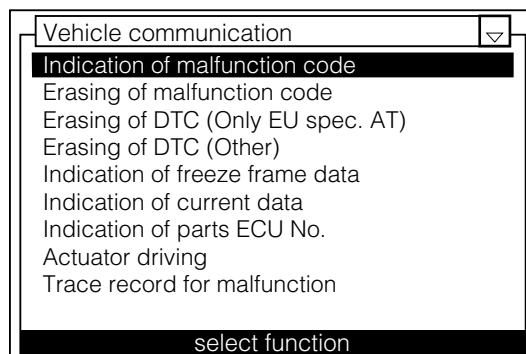 Vehicle communication
Indication of malfunction code
Erasing of malfunction code
Erasing of DTC (Only EU spec. AT)
Erasing of DTC (Other)
Indication of freeze frame data
Indication of current data
Indication of parts ECU No.
Actuator driving
Trace record for malfunction
select function